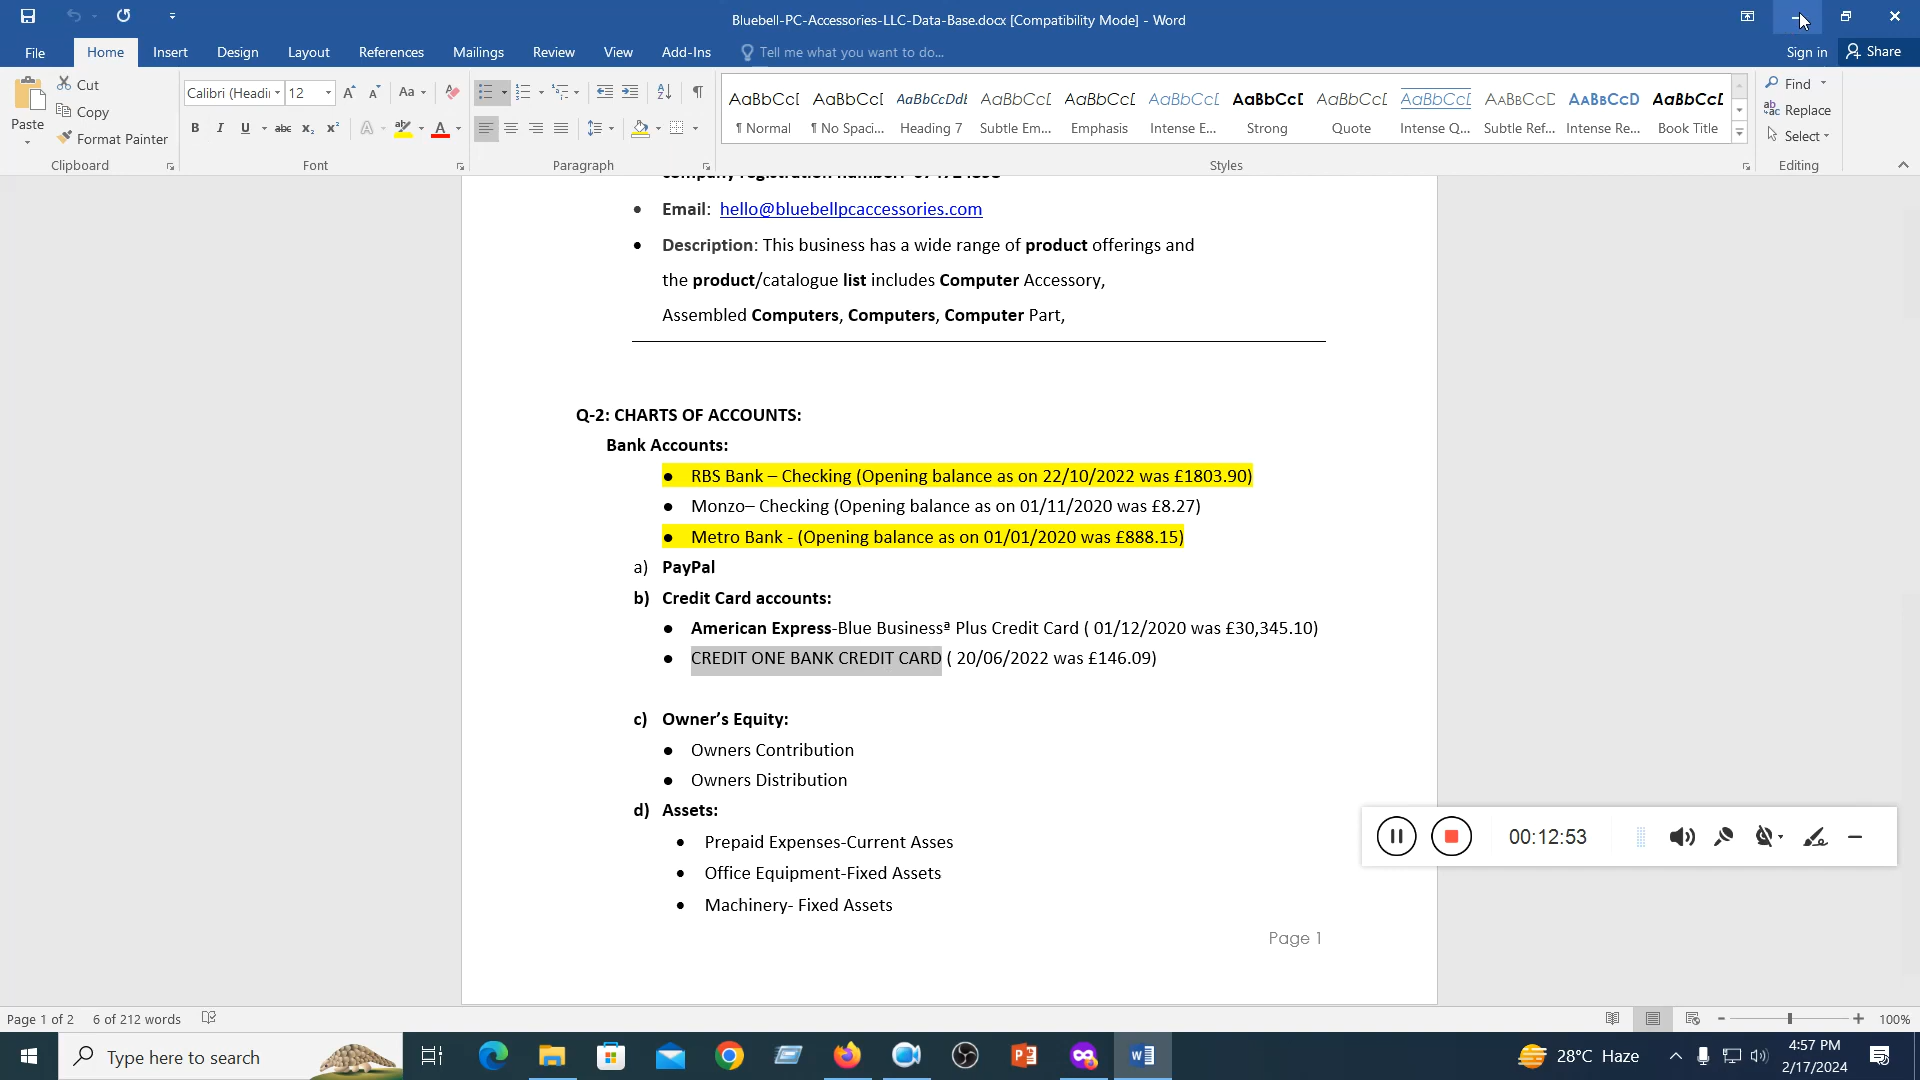 Bluebell-PC-Accessories-LLC-Data-Base.docx [Compatibility Mode] - Word
File Home Insert Design Layout References Mailings Review View Add-Ins Tell me what you want to do... Sign in Share
Cut
Copy
Format Painter
Paste
Clipboard
Calibri (Headi 12 Aa
B I U abc x₂ x² A A
Font
Paragraph
AaBbCcI AaBbCcI AaBbCcDdI AaBbCcI AaBbCcI AaBbCcI AaBbCcI AaBbCcI AaBbCcI AaBbCcD AaBbCcD AaBbCcI
¶ Normal ¶ No Spaci... Heading 7 Subtle Em... Emphasis Intense E... Strong Quote Intense Q... Subtle Ref... Intense Re... Book Title
Styles
Find
Replace
Select
Editing
Email: hello@bluebellpcaccessories.com
Description: This business has a wide range of product offerings and
the product/catalogue list includes Computer Accessory,
Assembled Computers, Computers, Computer Part,
Q-2: CHARTS OF ACCOUNTS:
Bank Accounts:
● RBS Bank – Checking (Opening balance as on 22/10/2022 was £1803.90)
● Monzo– Checking (Opening balance as on 01/11/2020 was £8.27)
● Metro Bank - (Opening balance as on 01/01/2020 was £888.15)
a) PayPal
b) Credit Card accounts:
● American Express-Blue Businessª Plus Credit Card ( 01/12/2020 was £30,345.10)
● CREDIT ONE BANK CREDIT CARD ( 20/06/2022 was £146.09)
c) Owner’s Equity:
● Owners Contribution
● Owners Distribution
d) Assets:
• Prepaid Expenses-Current Asses
• Office Equipment-Fixed Assets
• Machinery- Fixed Assets
Page 1
00:12:53
Page 1 of 2 6 of 212 words 100%
Type here to search
28°C Haze
4:57 PM
2/17/2024